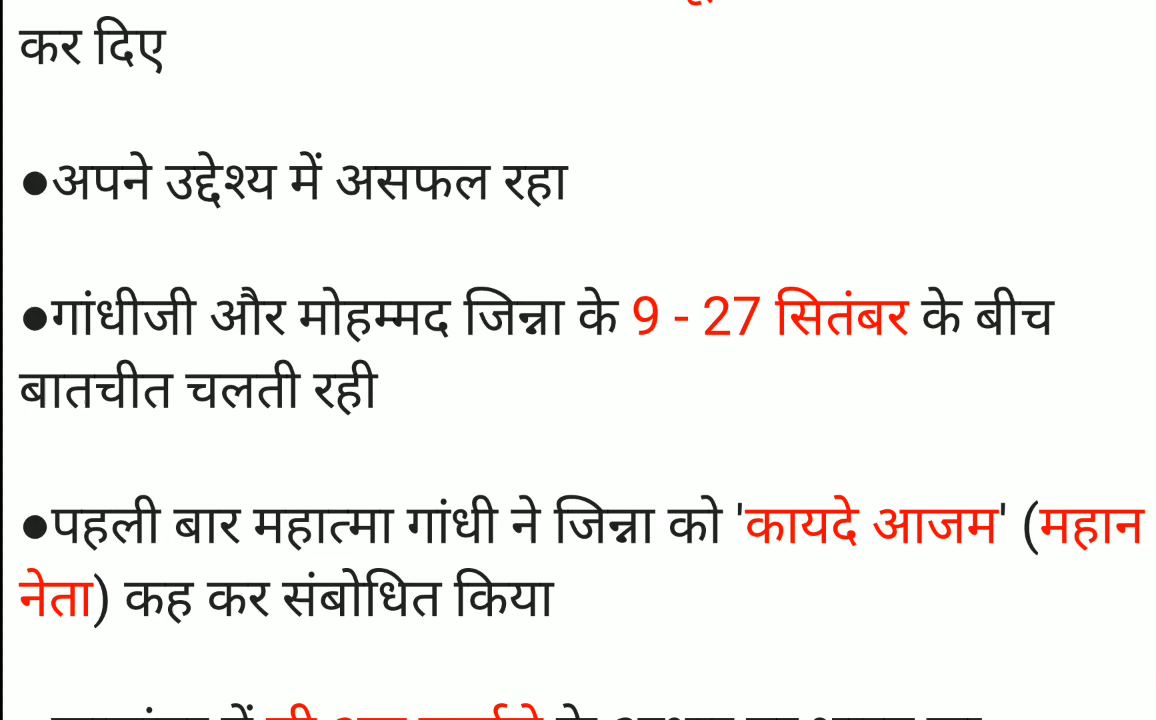 कर दिए
●अपने उद्देश्य में असफल रहा
●गांधीजी और मोहम्मद जिन्ना के 9 - 27 सितंबर के बीच
बातचीत चलती रही
●पहली बार महात्मा गांधी ने जिन्ना को 'कायदे आजम' (महान
नेता) कह कर संबोधित किया